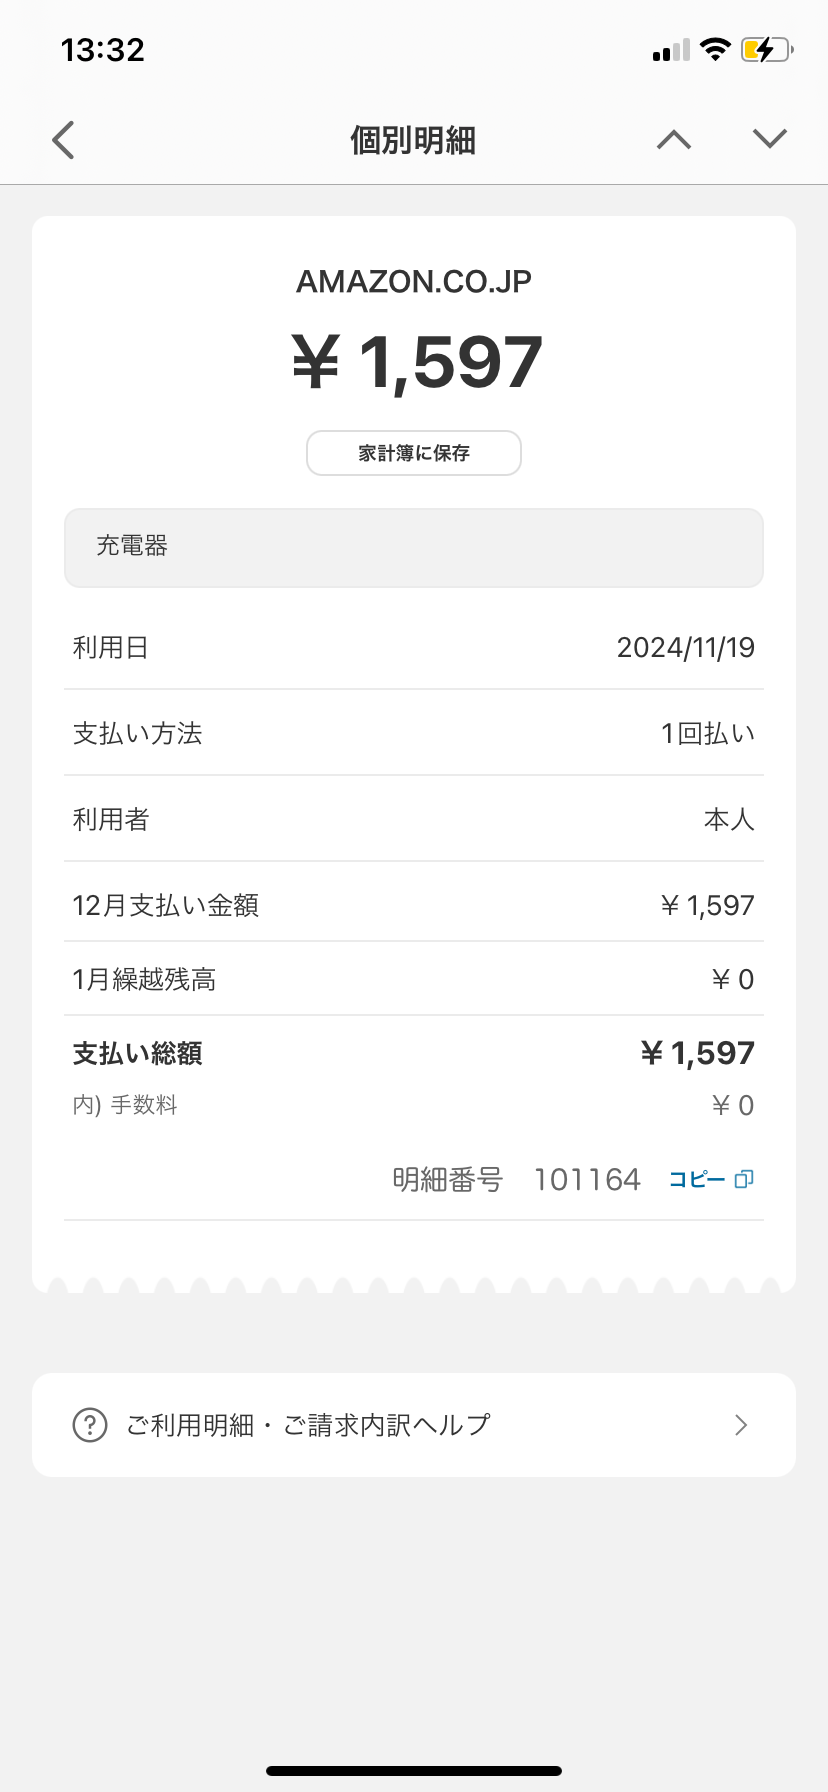 13:32
個別明細
AMAZON.CO.JP
¥ 1,597
家計簿に保存
充電器
利用日 2024/11/19
支払い方法 1回払い
利用者 本人
12月支払い金額 ¥ 1,597
1月繰越残高 ¥ 0
支払い総額 ¥ 1,597
内) 手数料 ¥ 0
明細番号 101164 コピー
ご利用明細・ご請求内訳ヘルプ